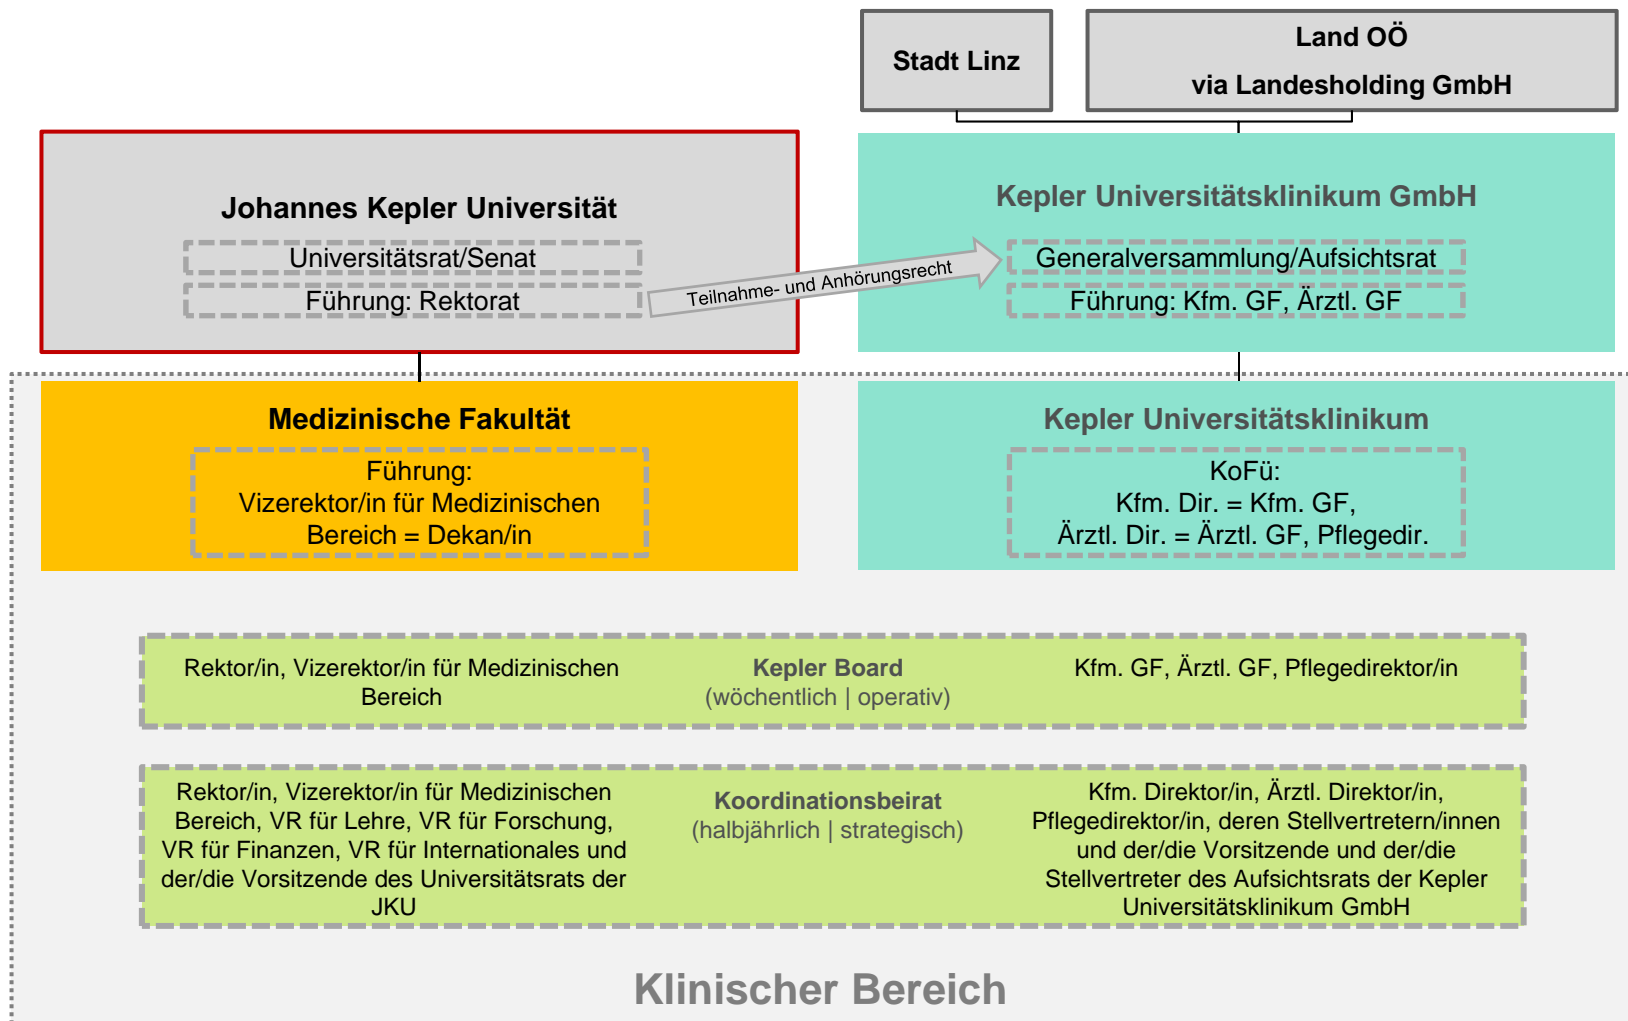 Stadt Linz
Land OÖ
via Landesholding GmbH
Johannes Kepler Universität
Universitätsrat/Senat
Führung: Rektorat
Teilnahme- und Anhörungsrecht
Kepler Universitätsklinikum GmbH
Generalversammlung/Aufsichtsrat
Führung: Kfm. GF, Ärztl. GF
Medizinische Fakultät
Führung:
Vizerektor/in für Medizinischen
Bereich = Dekan/in
Kepler Universitätsklinikum
KoFü:
Kfm. Dir. = Kfm. GF,
Ärztl. Dir. = Ärztl. GF, Pflegedir.
Rektor/in, Vizerektor/in für Medizinischen
Bereich
Kepler Board
(wöchentlich | operativ)
Kfm. GF, Ärztl. GF, Pflegedirektor/in
Rektor/in, Vizerektor/in für Medizinischen
Bereich, VR für Lehre, VR für Forschung,
VR für Finanzen, VR für Internationales und
der/die Vorsitzende des Universitätsrats der
JKU
Koordinationsbeirat
(halbjährlich | strategisch)
Kfm. Direktor/in, Ärztl. Direktor/in,
Pflegedirektor/in, deren Stellvertretern/innen
und der/die Vorsitzende und der/die
Stellvertreter des Aufsichtsrats der Kepler
Universitätsklinikum GmbH
Klinischer Bereich